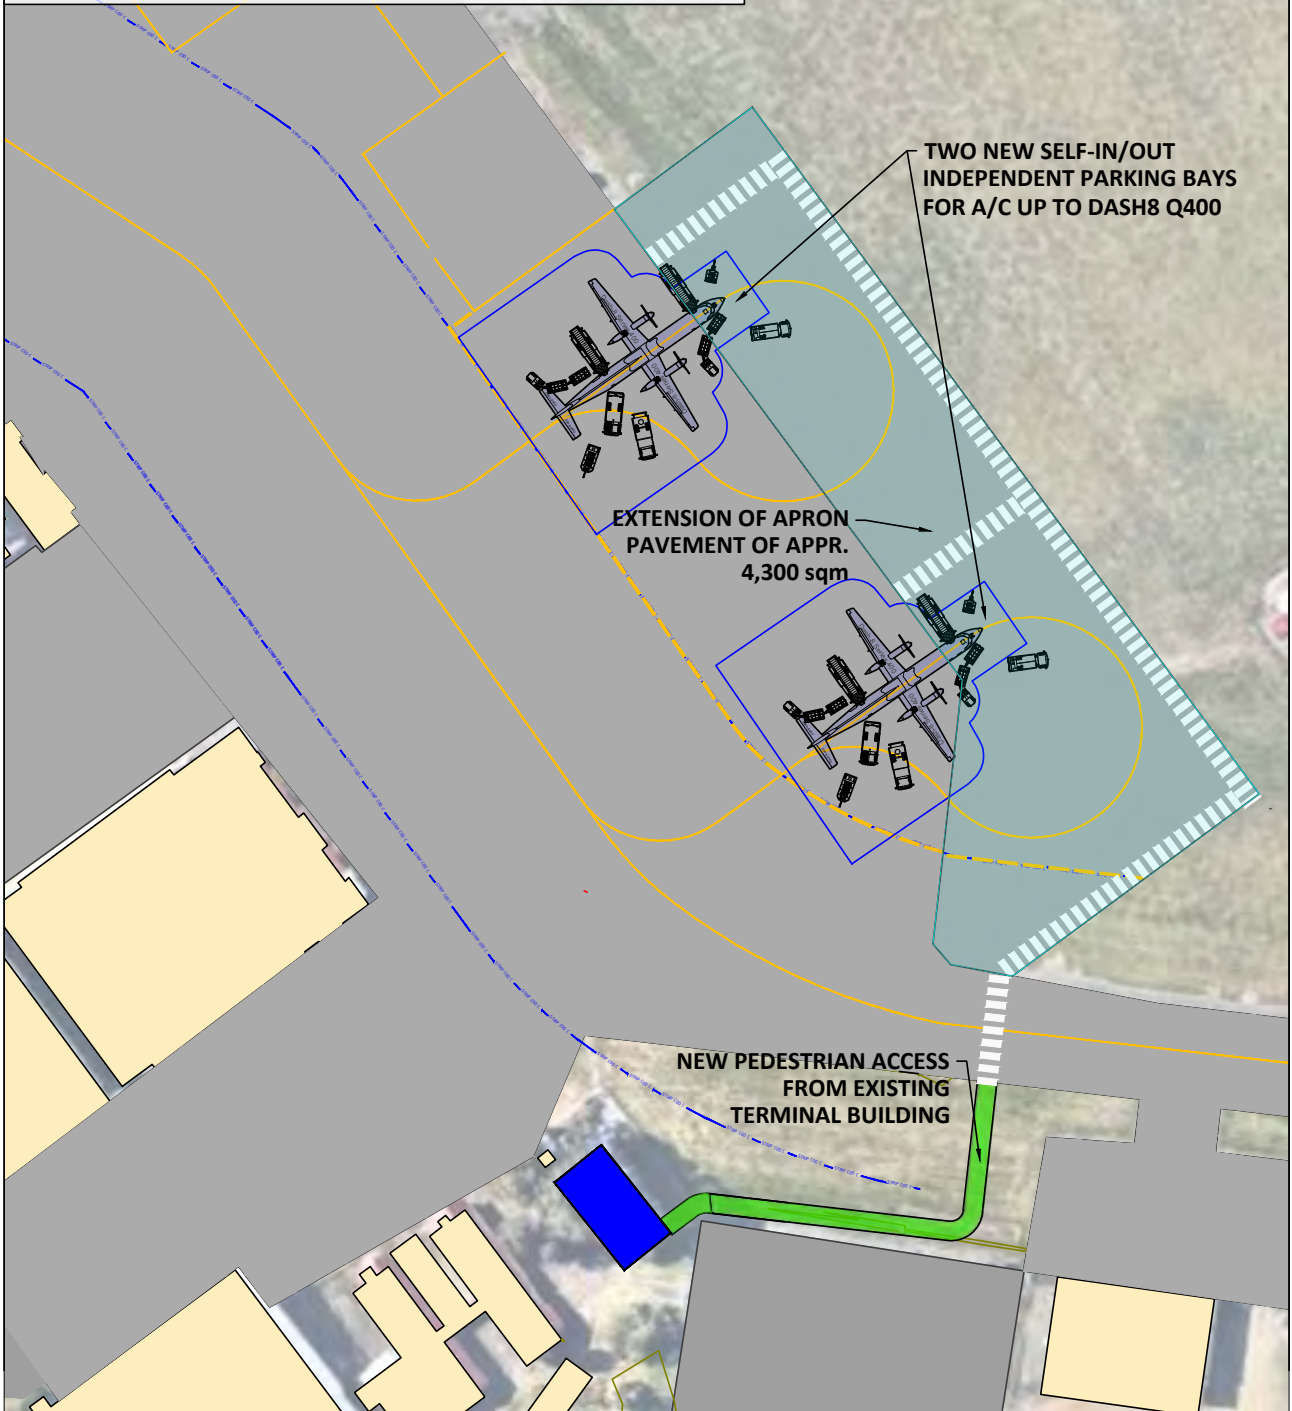 TWO NEW SELF-IN/OUT
INDEPENDENT PARKING BAYS
FOR A/C UP TO DASH8 Q400
EXTENSION OF APRON
PAVEMENT OF APPR.
4,300 sqm
NEW PEDESTRIAN ACCESS
FROM EXISTING
TERMINAL BUILDING